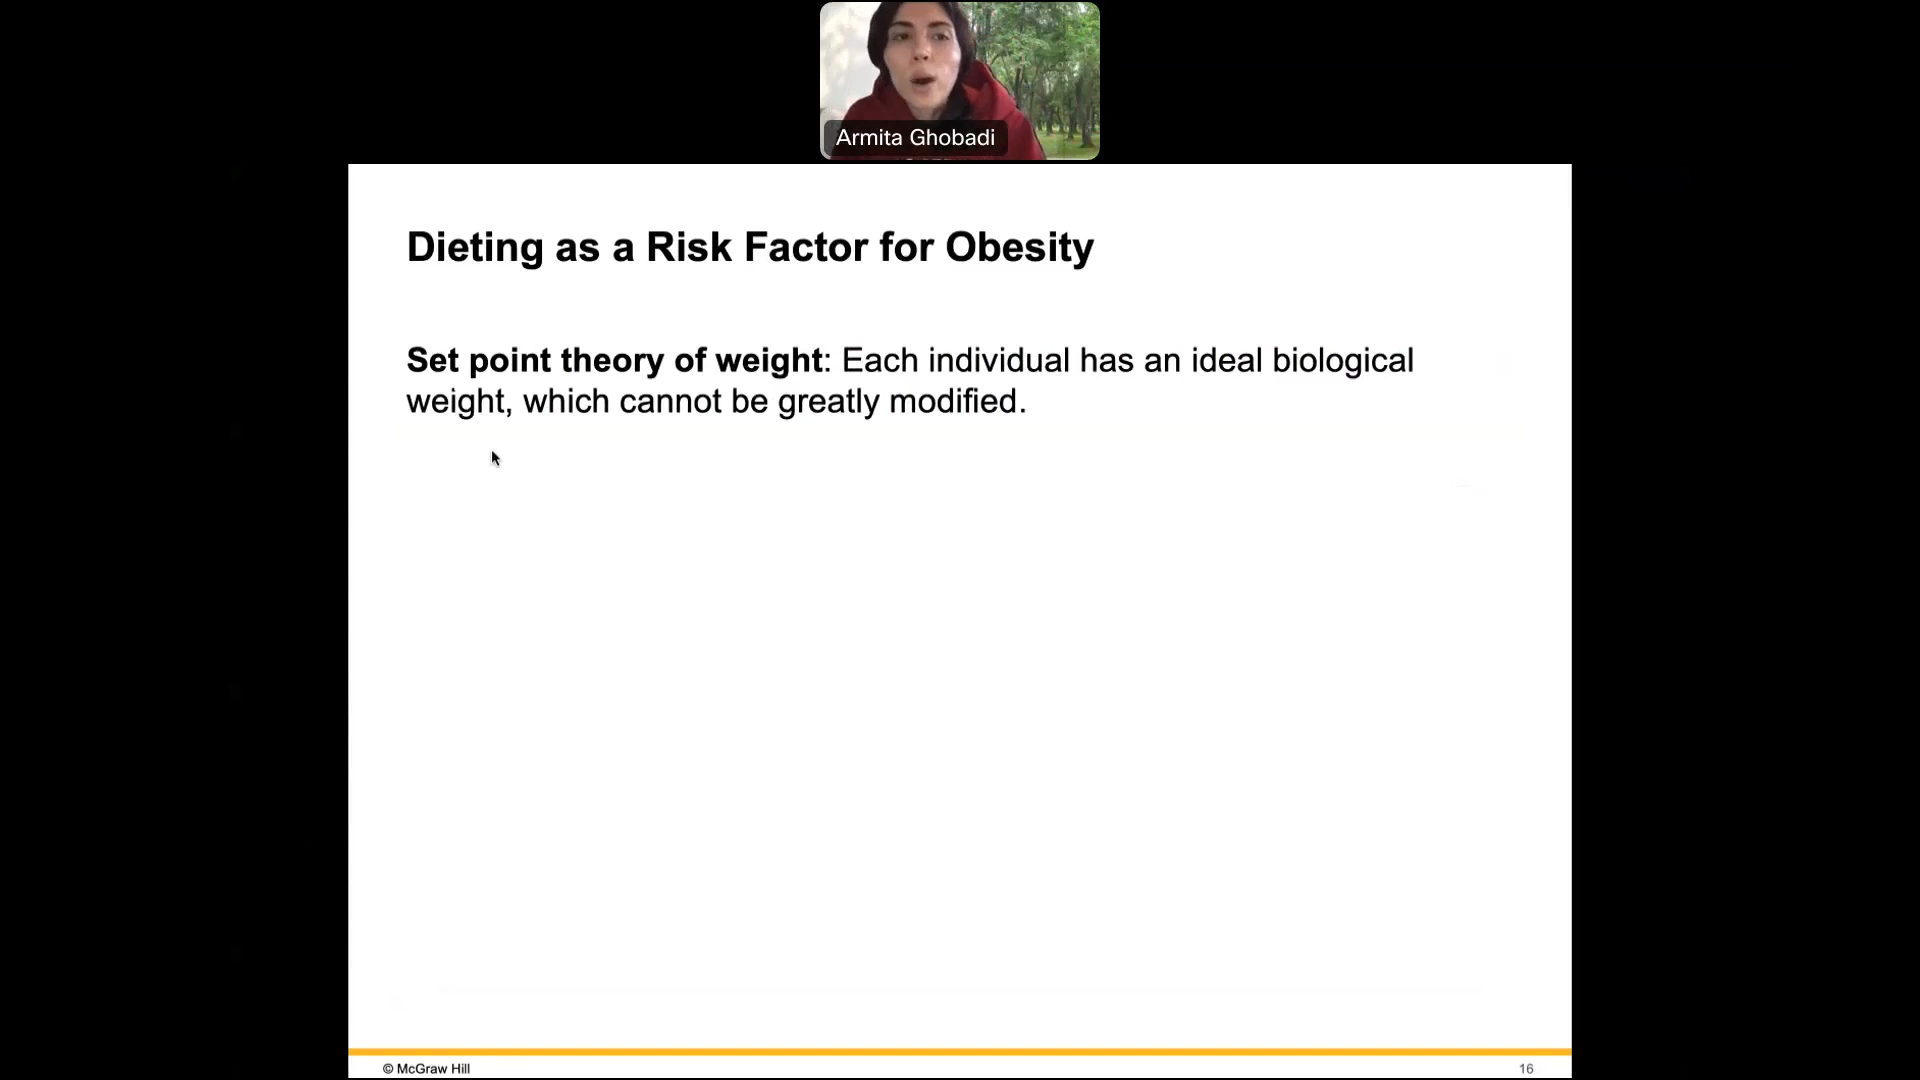 Armita Ghobadi
Dieting as a Risk Factor for Obesity
Set point theory of weight: Each individual has an ideal biological
weight, which cannot be greatly modified.
© McGraw Hill
16